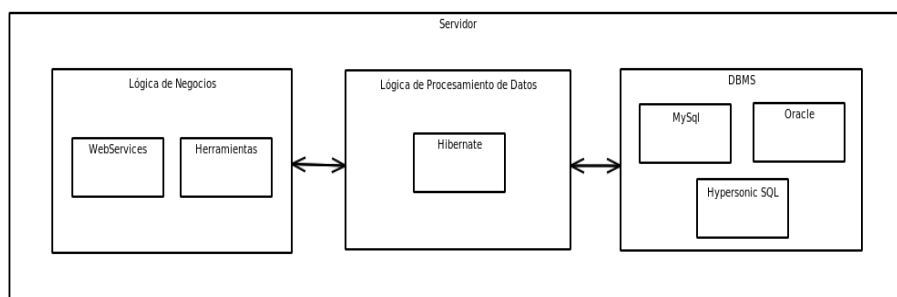 Servidor
Lógica de Negocios
WebServices
Herramientas
Lógica de Procesamiento de Datos
Hibernate
DBMS
MySql
Oracle
Hypersonic SQL